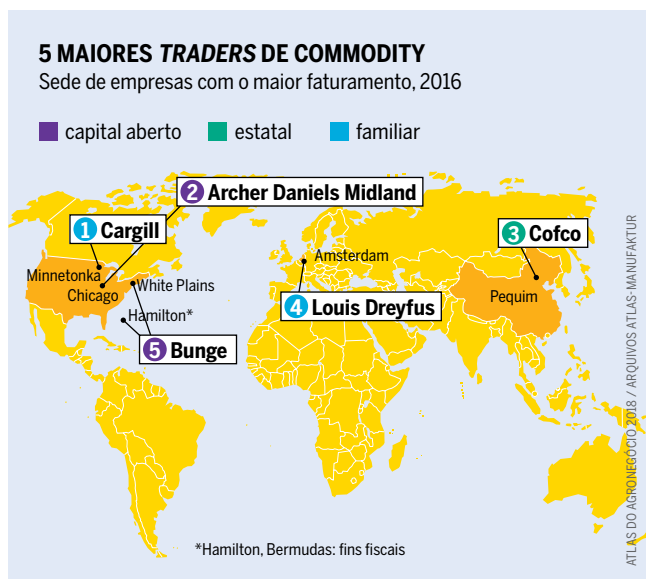 5 MAIORES TRADERS DE COMMODITY
Sede de empresas com o maior faturamento, 2016
capital aberto estatal familiar
2 Archer Daniels Midland
1 Cargill
3 Cofco
Minnetonka
Amsterdam
Chicago
White Plains
Pequim
4 Louis Dreyfus
Hamilton*
5 Bunge
*Hamilton, Bermudas: fins fiscais
ATLAS DO AGRONEGÓCIO 2018 / ARQUIVOS ATLAS-MANUFAKTUR